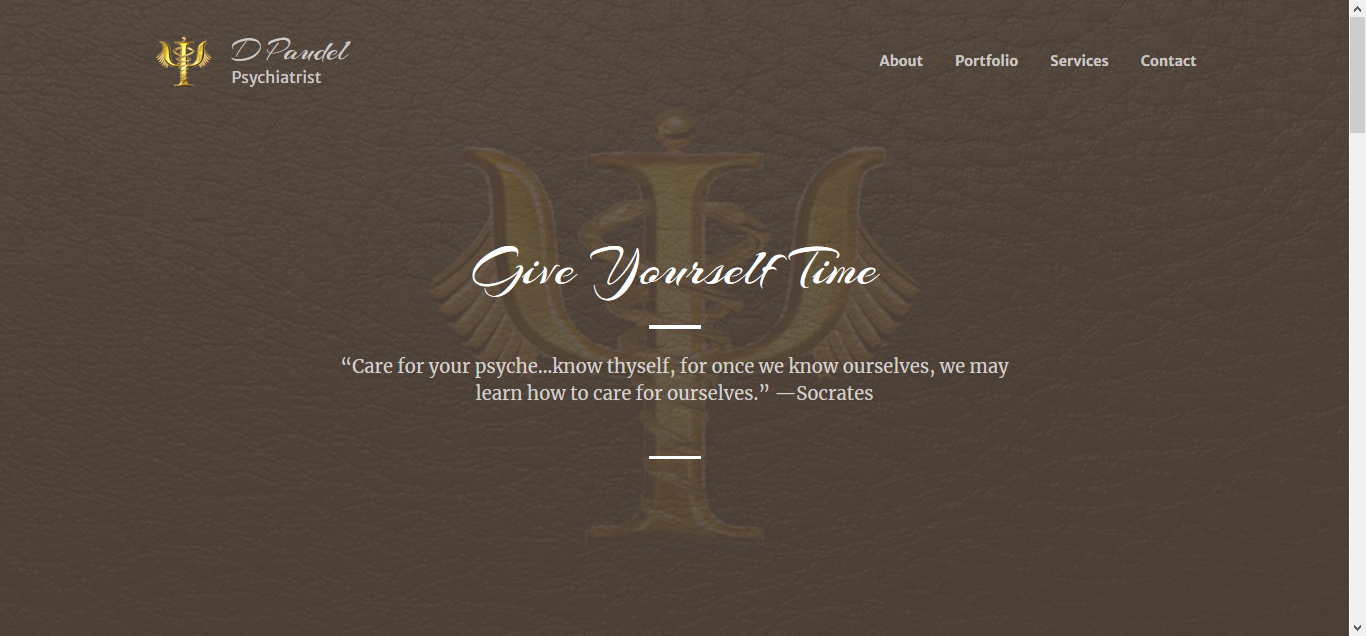 D Paudel
Psychiatrist
About Portfolio Services Contact
Give Yourself Time
“Care for your psyche...know thyself, for once we know ourselves, we may
learn how to care for ourselves.” —Socrates